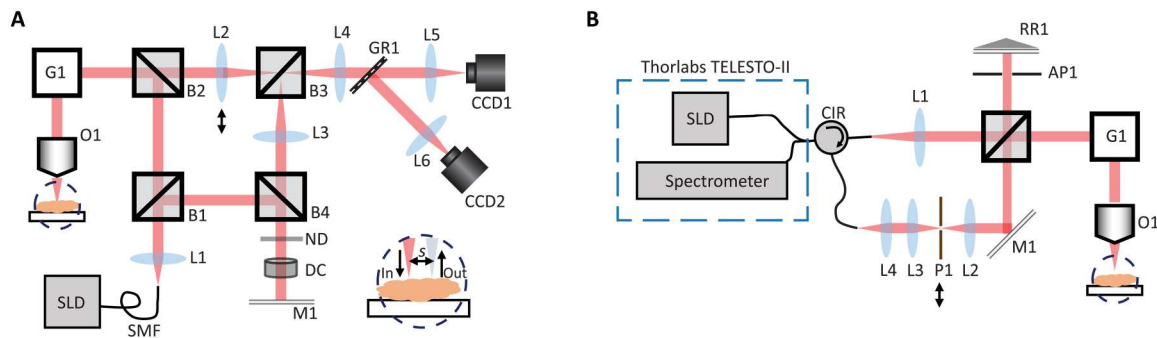 A
L2
L4
GR1
L5
G1
B2
B3
CCD1
O1
L3
L6
CCD2
B1
B4
ND
L1
DC
In
S
Out
SLD
M1
SMF
B
RR1
Thorlabs TELESTO-II
AP1
CIR
L1
SLD
G1
Spectrometer
O1
M1
L4 L3 P1 L2